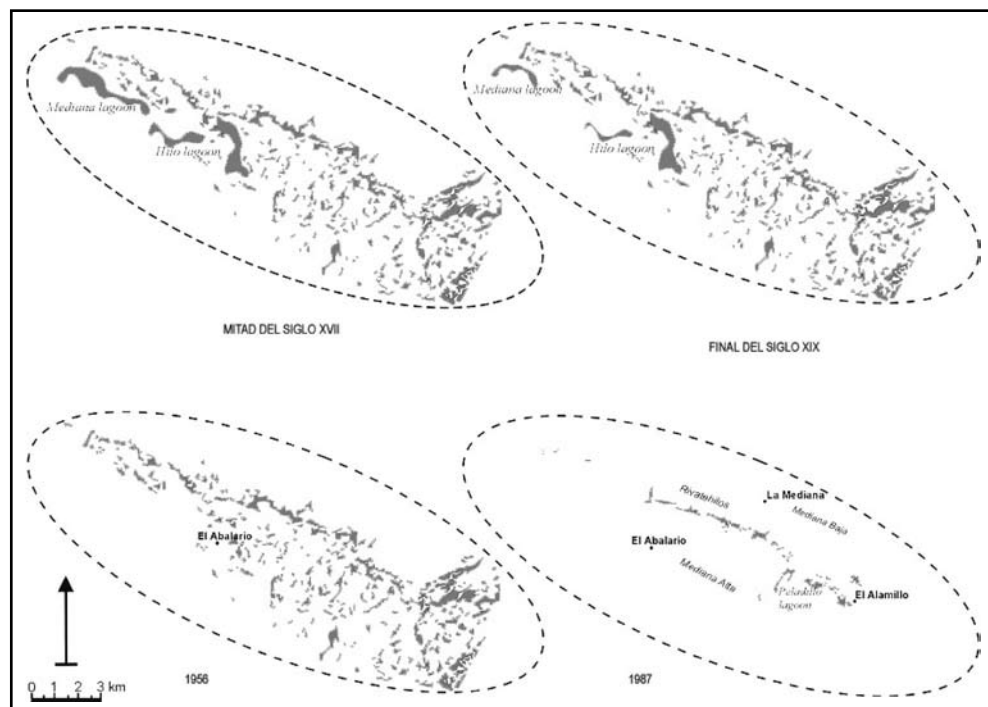 Mediana lagoon
Hilo lagoon
MITAD DEL SIGLO XVII
Mediana lagoon
Hilo lagoon
FINAL DEL SIGLO XIX
El Abalario
1956
0 1 2 3 km
Rivatehilos
La Mediana
Mediana Baja
El Abalario
Mediana Alta
lagoon
El Alamillo
1987